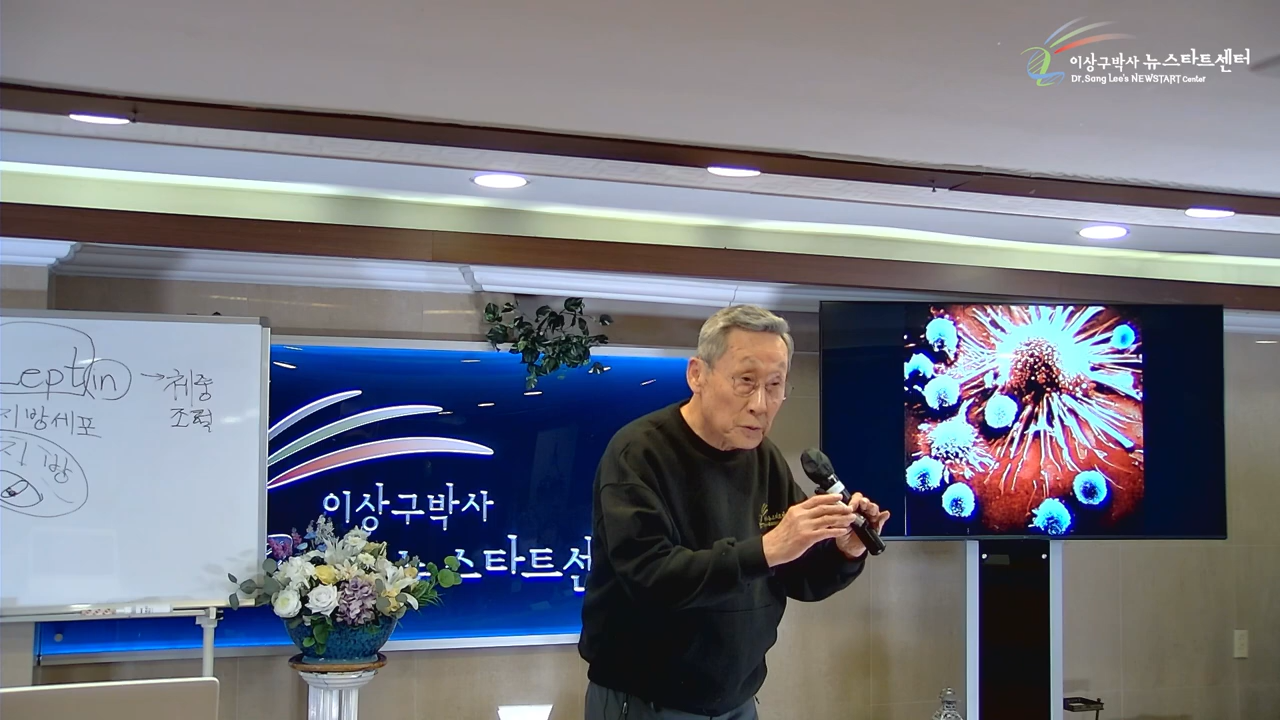 이상구박사 뉴스타트센터
Dr. Sang Lee's NEWSTART Center
Leptin → 체중
조절
지방세포
지방
이상구박사
뉴스타트센